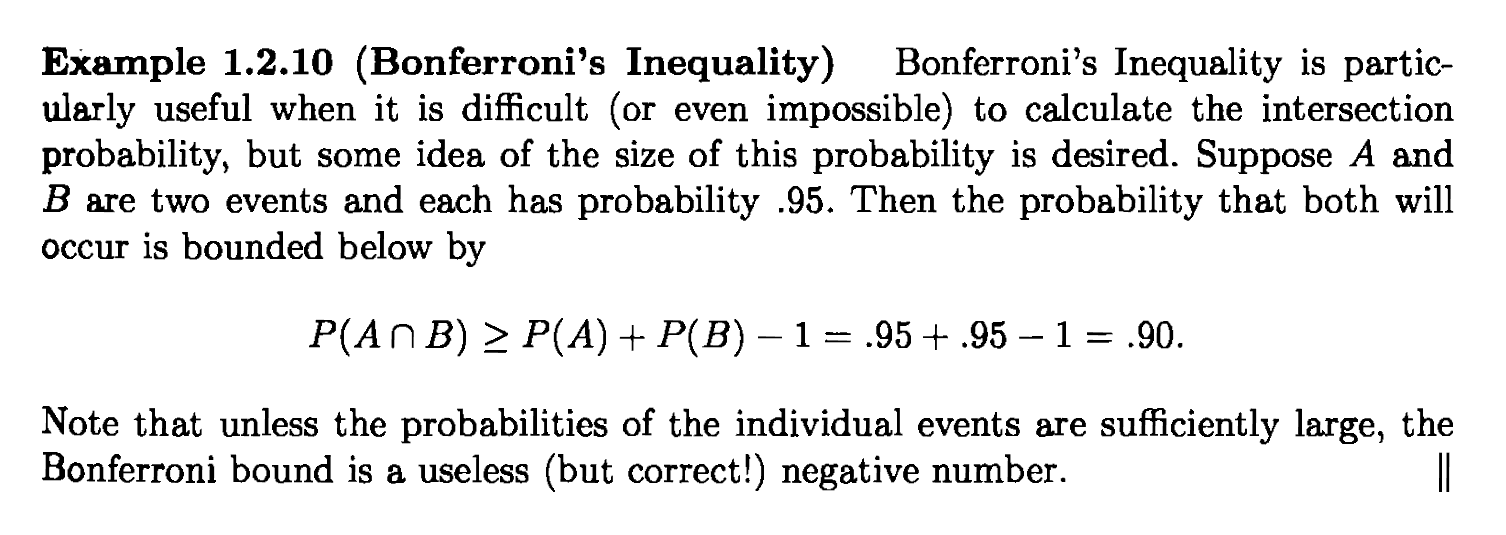 Example 1.2.10 (Bonferroni's Inequality) Bonferroni's Inequality is partic-
ularly useful when it is difficult (or even impossible) to calculate the intersection
probability, but some idea of the size of this probability is desired. Suppose A and
B are two events and each has probability .95. Then the probability that both will
occur is bounded below by
P(A ∩ B) ≥ P(A) + P(B) − 1 = .95 + .95 − 1 = .90.
Note that unless the probabilities of the individual events are sufficiently large, the
Bonferroni bound is a useless (but correct!) negative number. ‖